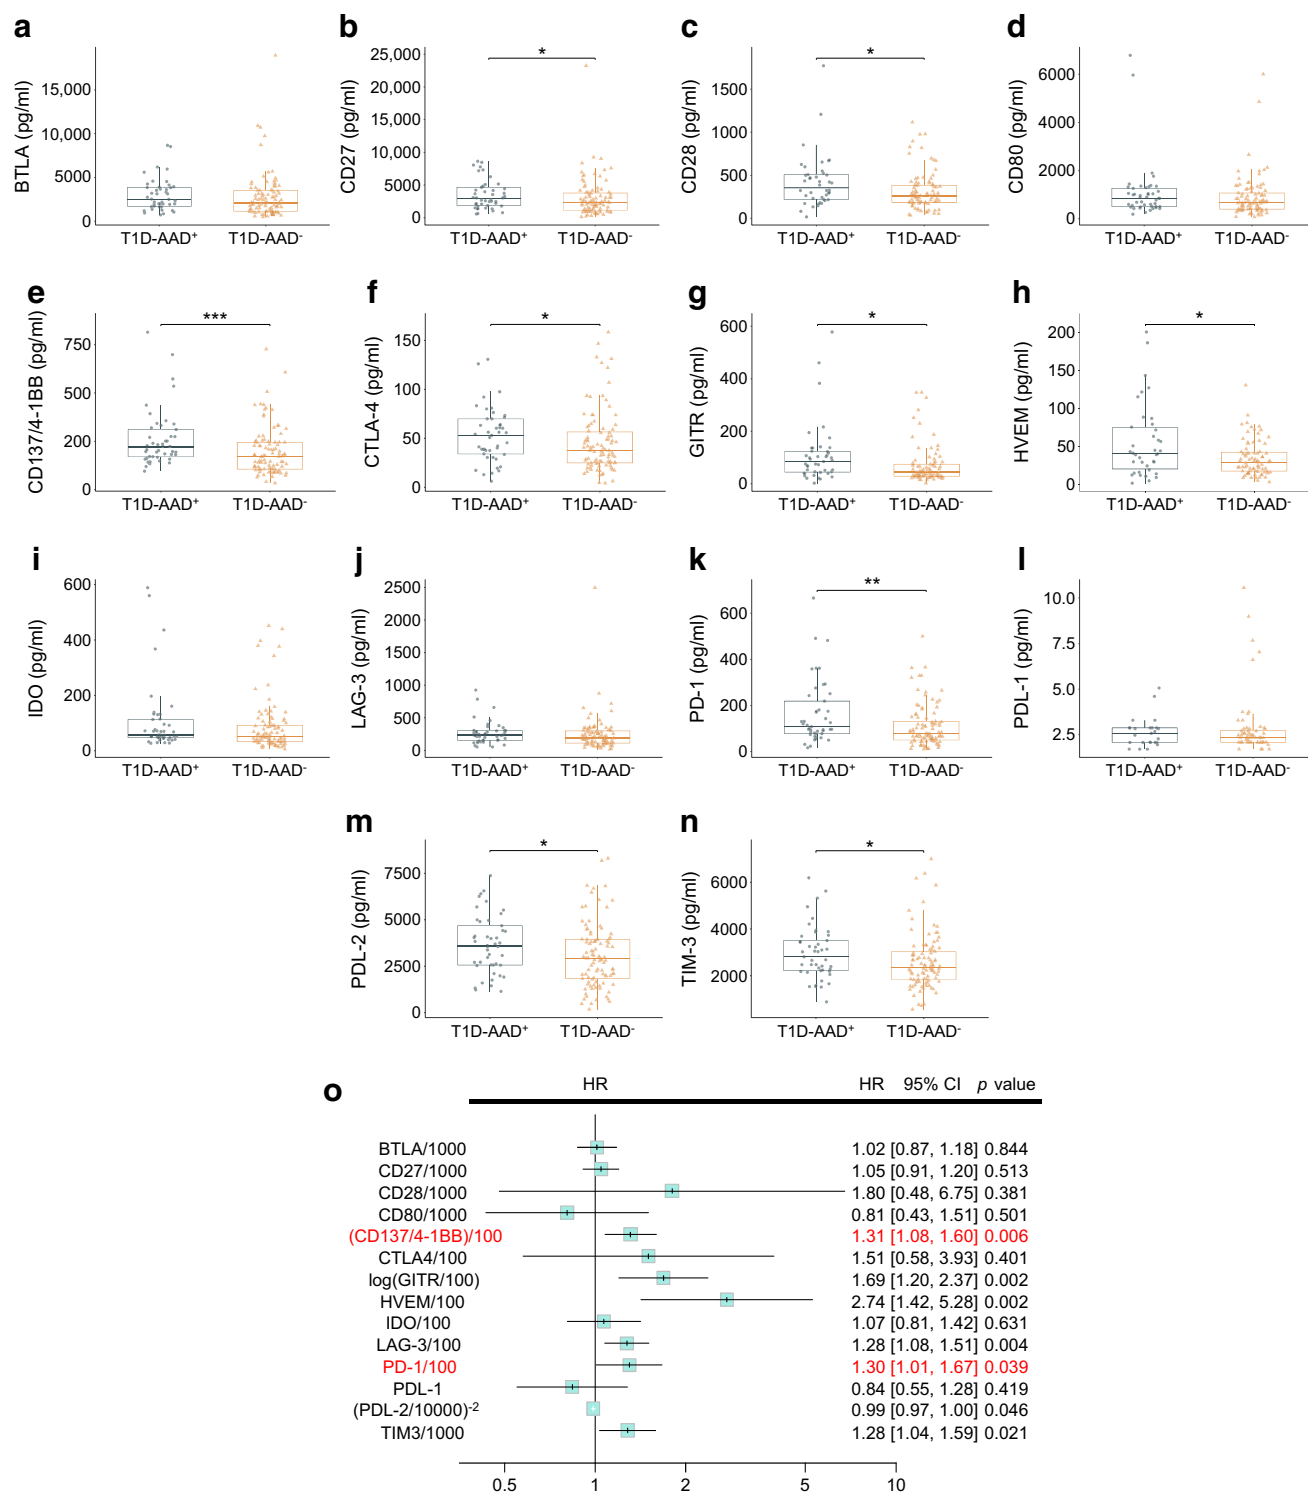 a
BTLA (pg/ml)
15,000
10,000
5000
0
T1D-AAD⁺ T1D-AAD⁻
b
CD27 (pg/ml)
25,000
20,000
15,000
10,000
5000
0
*
T1D-AAD⁺ T1D-AAD⁻
c
CD28 (pg/ml)
1500
1000
500
0
*
T1D-AAD⁺ T1D-AAD⁻
d
CD80 (pg/ml)
6000
4000
2000
0
T1D-AAD⁺ T1D-AAD⁻
e
CD137/4-1BB (pg/ml)
750
500
200
0
***
T1D-AAD⁺ T1D-AAD⁻
f
CTLA-4 (pg/ml)
150
100
50
0
*
T1D-AAD⁺ T1D-AAD⁻
g
GITR (pg/ml)
600
400
200
0
*
T1D-AAD⁺ T1D-AAD⁻
h
HVEM (pg/ml)
200
150
100
50
0
*
T1D-AAD⁺ T1D-AAD⁻
i
IDO (pg/ml)
600
400
200
0
T1D-AAD⁺ T1D-AAD⁻
j
LAG-3 (pg/ml)
2500
2000
1500
1000
500
0
T1D-AAD⁺ T1D-AAD⁻
k
PD-1 (pg/ml)
600
400
200
0
**
T1D-AAD⁺ T1D-AAD⁻
l
PDL-1 (pg/ml)
10.0
7.5
5.0
2.5
T1D-AAD⁺ T1D-AAD⁻
m
PDL-2 (pg/ml)
7500
5000
2500
0
*
T1D-AAD⁺ T1D-AAD⁻
n
TIM-3 (pg/ml)
6000
4000
2000
*
T1D-AAD⁺ T1D-AAD⁻
o
HR HR 95% CI p value
BTLA/1000 1.02 [0.87, 1.18] 0.844
CD27/1000 1.05 [0.91, 1.20] 0.513
CD28/1000 1.80 [0.48, 6.75] 0.381
CD80/1000 0.81 [0.43, 1.51] 0.501
(CD137/4-1BB)/100 1.31 [1.08, 1.60] 0.006
CTLA4/100 1.51 [0.58, 3.93] 0.401
log(GITR/100) 1.69 [1.20, 2.37] 0.002
HVEM/100 2.74 [1.42, 5.28] 0.002
IDO/100 1.07 [0.81, 1.42] 0.631
LAG-3/100 1.28 [1.08, 1.51] 0.004
PD-1/100 1.30 [1.01, 1.67] 0.039
PDL-1 0.84 [0.55, 1.28] 0.419
(PDL-2/10000)⁻² 0.99 [0.97, 1.00] 0.046
TIM3/1000 1.28 [1.04, 1.59] 0.021
0.5 1 2 5 10